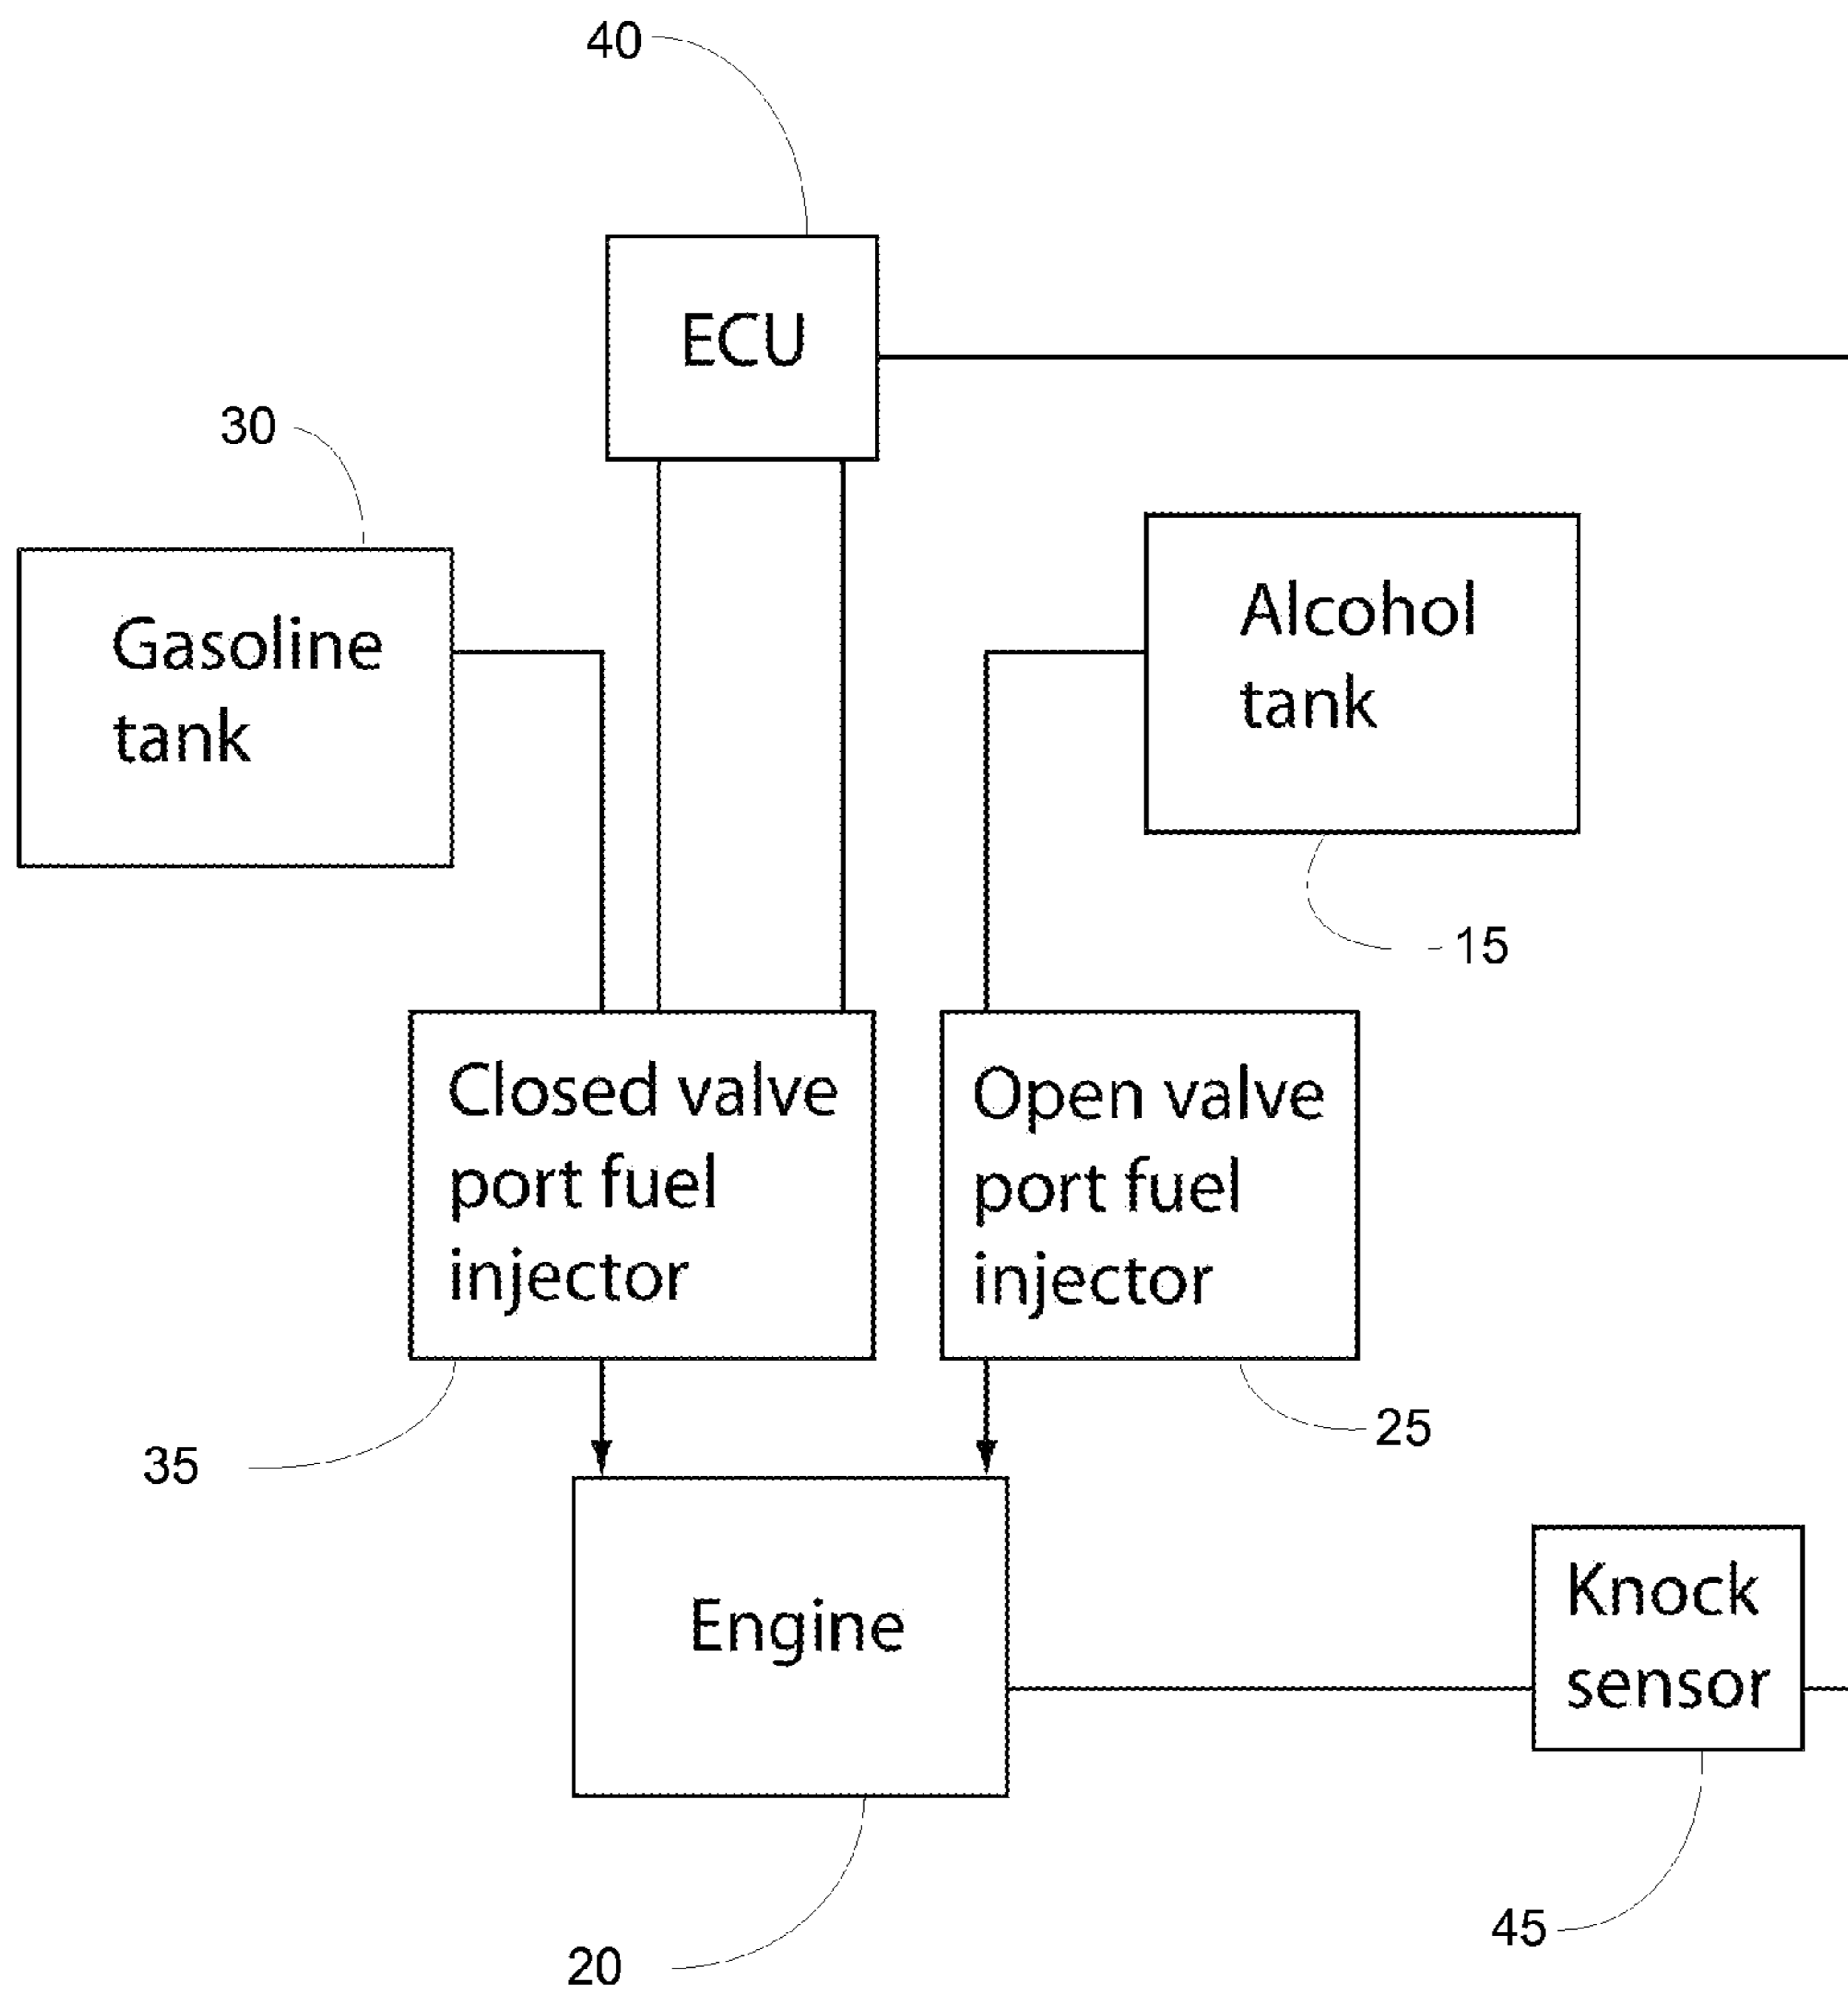 40
ECU
30
Gasoline
tank
Alcohol
tank
15
Closed valve
port fuel
injector
Open valve
port fuel
injector
35
25
Engine
Knock
sensor
20
45